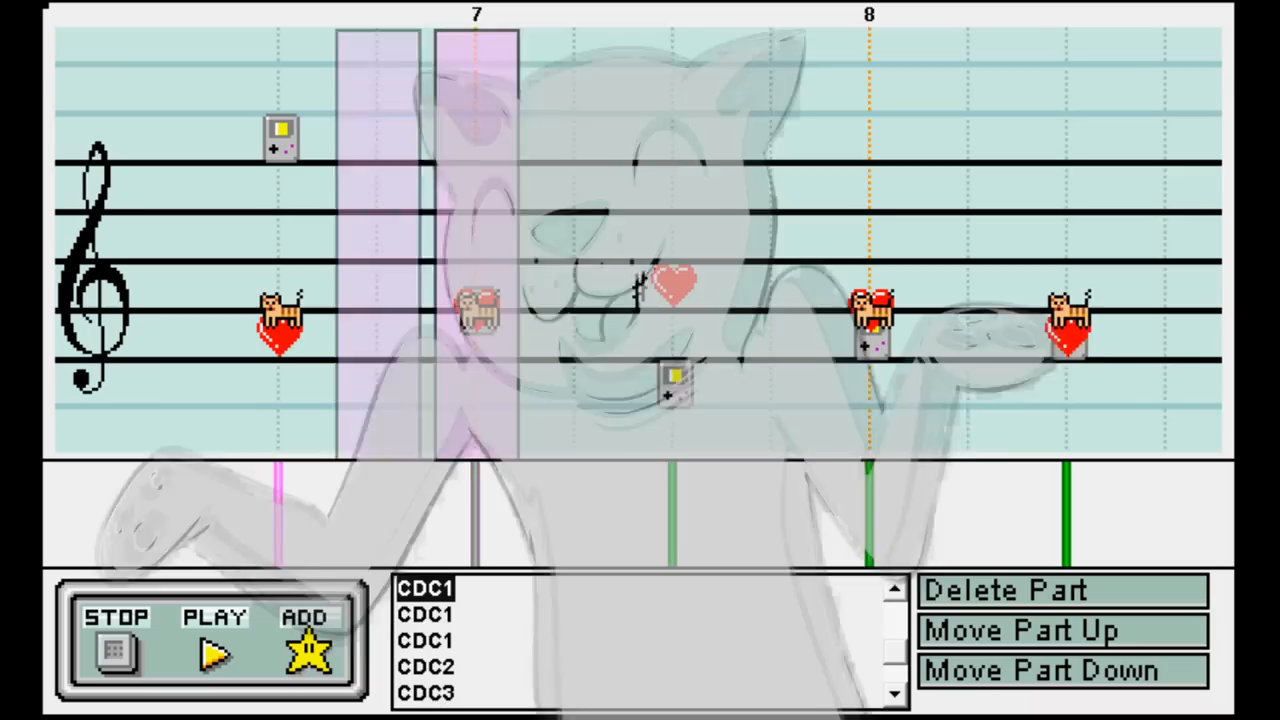 7 8
STOP PLAY ADD
CDC1
CDC1
CDC1
CDC2
CDC3
Delete Part
Move Part Up
Move Part Down